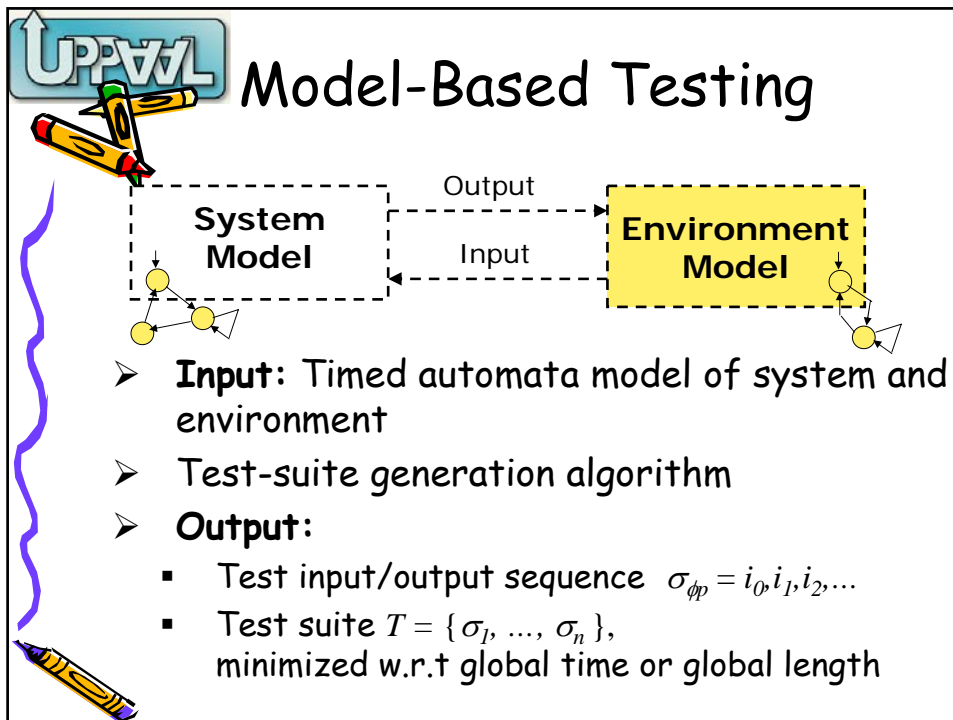 UPPAAL
Model-Based Testing
System
Model
Output
Input
Environment
Model
➢ Input: Timed automata model of system and
environment
➢ Test-suite generation algorithm
➢ Output:
▪ Test input/output sequence σϕp = i0,i1,i2,...
▪ Test suite T = { σ1, ..., σn },
minimized w.r.t global time or global length